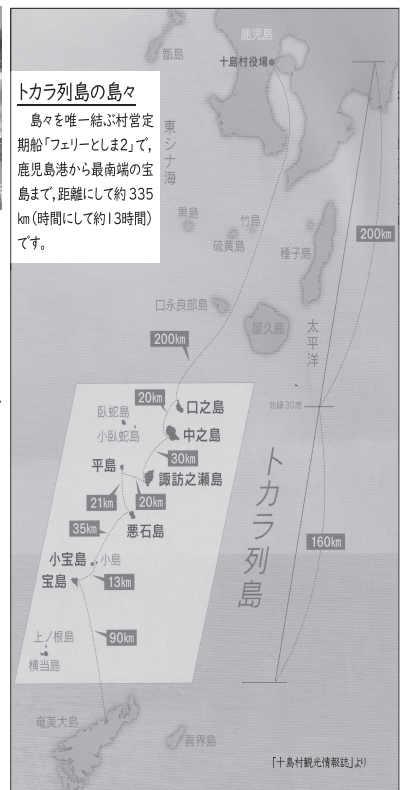 トカラ列島の島々
島々を唯一結ぶ村営定
期船「フェリーとしま2」で,
鹿児島港から最南端の宝
島まで,距離にして約335
km(時間にして約13時間)
です。
鹿児島
十島村役場
甑島
東シナ海
黒島
竹島
硫黄島
種子島
200km
口永良部島
屋久島
太平洋
200km
北緯30度
20km
口之島
臥蛇島
小臥蛇島
中之島
30km
平島
諏訪之瀬島
21km
20km
悪石島
35km
トカラ列島
160km
小宝島
小島
宝島
13km
90km
上ノ根島
横当島
奄美大島
喜界島
「十島村観光情報誌」より